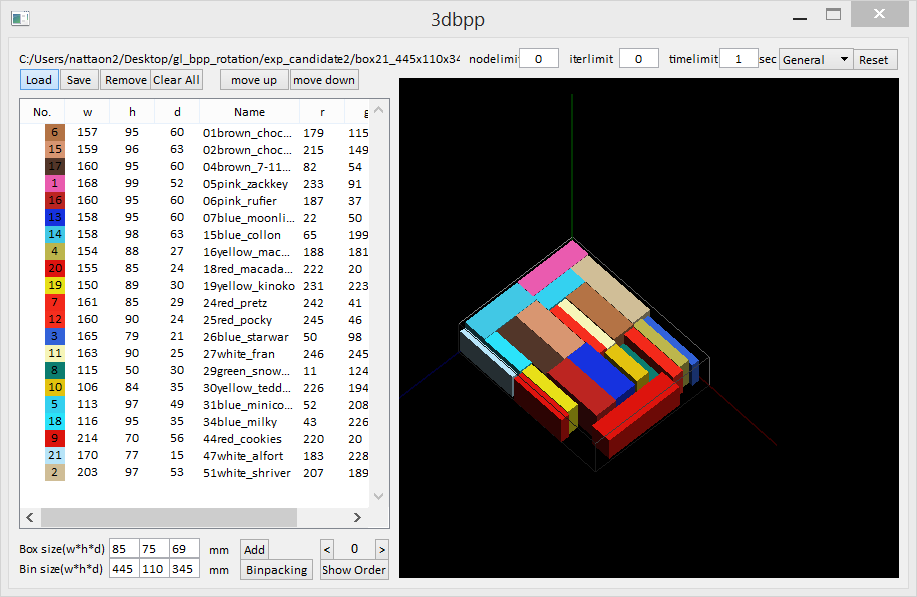 3dbpp
C:/Users/nattaon2/Desktop/gl_bpp_rotation/exp_candidate2/box21_445x110x34 nodelimit 0 iterlimit 0 timelimit 1 sec General Reset
Load Save Remove Clear All move up move down
No. w h d Name r g
6 157 95 60 01brown_choc... 179 115
15 159 96 63 02brown_choc... 215 149
17 160 95 60 04brown_7-11... 82 54
1 168 99 52 05pink_zackkey 233 91
16 160 95 60 06pink_rufier 187 37
13 158 95 60 07blue_moonli... 22 50
14 158 98 63 15blue_collon 65 199
4 154 88 27 16yellow_mac... 188 181
20 155 85 24 18red_macada... 222 20
19 150 89 30 19yellow_kinoko 231 223
7 161 85 29 24red_pretz 242 41
12 160 90 24 25red_pocky 245 46
3 165 79 21 26blue_starwar 50 98
11 163 90 25 27white_fran 246 245
8 115 50 30 29green_snow... 11 124
10 106 84 35 30yellow_tedd... 226 194
5 113 97 49 31blue_minico... 52 208
18 116 95 35 34blue_milky 43 226
9 214 70 56 44red_cookies 220 20
21 170 77 15 47white_alfort 183 228
2 203 97 53 51white_shriver 207 189
Box size(w*h*d) 85 75 69 mm Add < 0 >
Bin size(w*h*d) 445 110 345 mm Binpacking Show Order